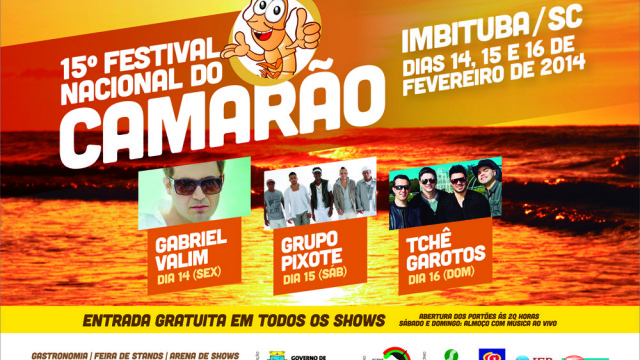 15º FESTIVAL
NACIONAL DO
CAMARÃO
IMBITUBA/SC
DIAS 14, 15 E 16 DE
FEVEREIRO DE 2014
GABRIEL
VALIM
DIA 14 (SEX)
GRUPO
PIXOTE
DIA 15 (SÁB)
TCHÊ
GAROTOS
DIA 16 (DOM)
ENTRADA GRATUITA EM TODOS OS SHOWS
ABERTURA DOS PORTÕES ÀS 20 HORAS
SÁBADO E DOMINGO: ALMOÇO COM MUSICA AO VIVO
GASTRONOMIA | FEIRA DE STANDS | ARENA DE SHOWS
GOVERNO DE